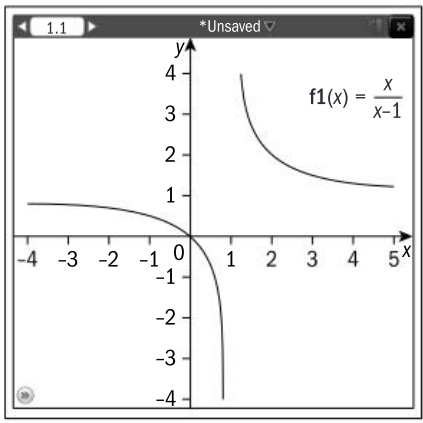 1.1 *Unsaved
y
4
f1(x) = x/x–1
3
2
1
–4 –3 –2 –1 0 1 2 3 4 5 x
–1
–2
–3
–4